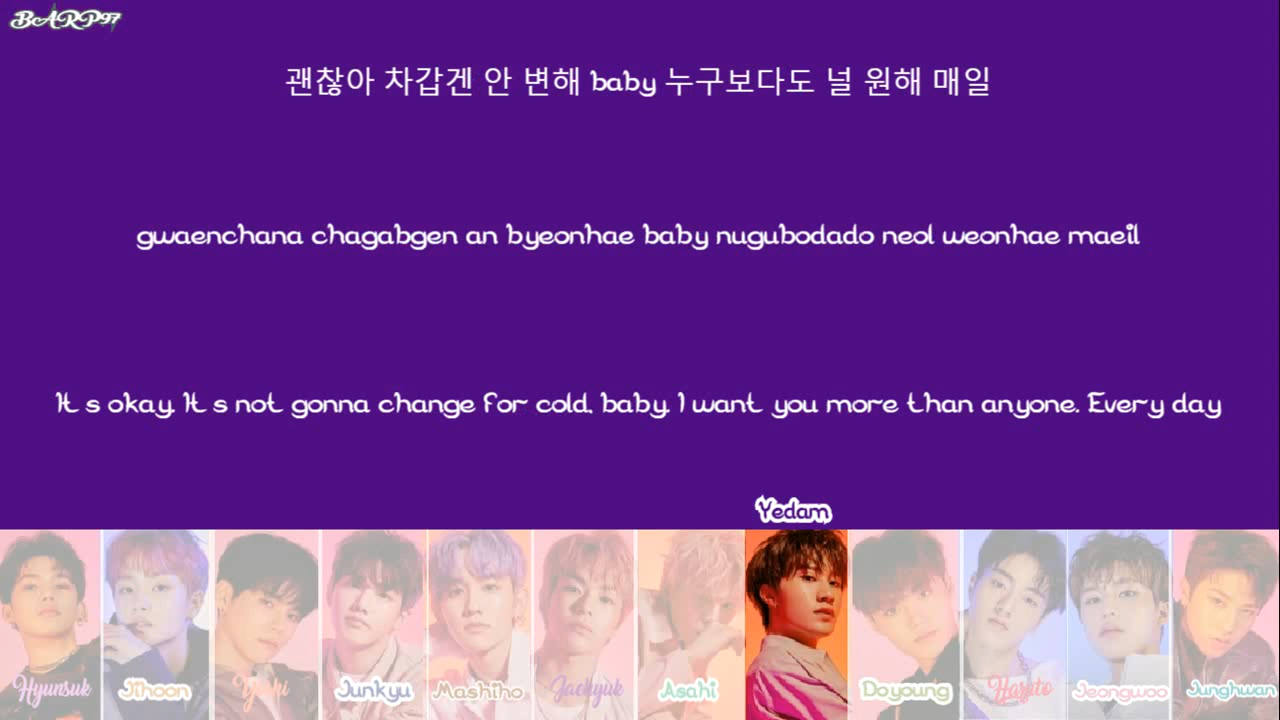 BARP97
괜찮아 차갑겐 안 변해 baby 누구보다도 널 원해 매일
gwaenchana chagabgen an byeonhae baby nugubodado neol weonhae maeil
It s okay. It s not gonna change for cold, baby. I want you more than anyone. Every day
Yedam
Hyunsuk Jihoon Yoshi Junkyu Mashiho Jaehyuk Asahi Doyoung Haruto Jeongwoo Junghwan